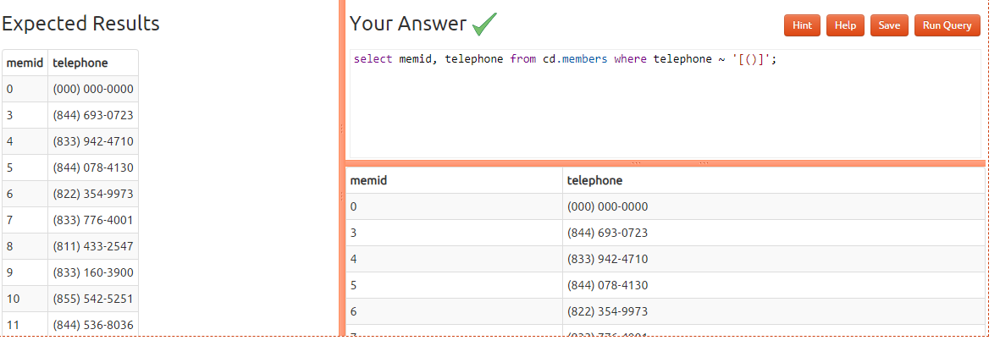 Expected Results
memid telephone
0 (000) 000-0000
3 (844) 693-0723
4 (833) 942-4710
5 (844) 078-4130
6 (822) 354-9973
7 (833) 776-4001
8 (811) 433-2547
9 (833) 160-3900
10 (855) 542-5251
11 (844) 536-8036
Your Answer
Hint Help Save Run Query
select memid, telephone from cd.members where telephone ~ '[()]';
memid telephone
0 (000) 000-0000
3 (844) 693-0723
4 (833) 942-4710
5 (844) 078-4130
6 (822) 354-9973